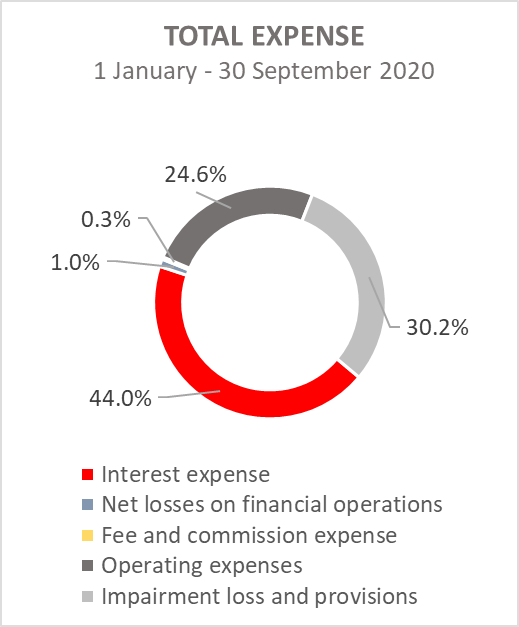 TOTAL EXPENSE
1 January - 30 September 2020
24.6%
0.3%
1.0%
30.2%
44.0%
Interest expense
Net losses on financial operations
Fee and commission expense
Operating expenses
Impairment loss and provisions